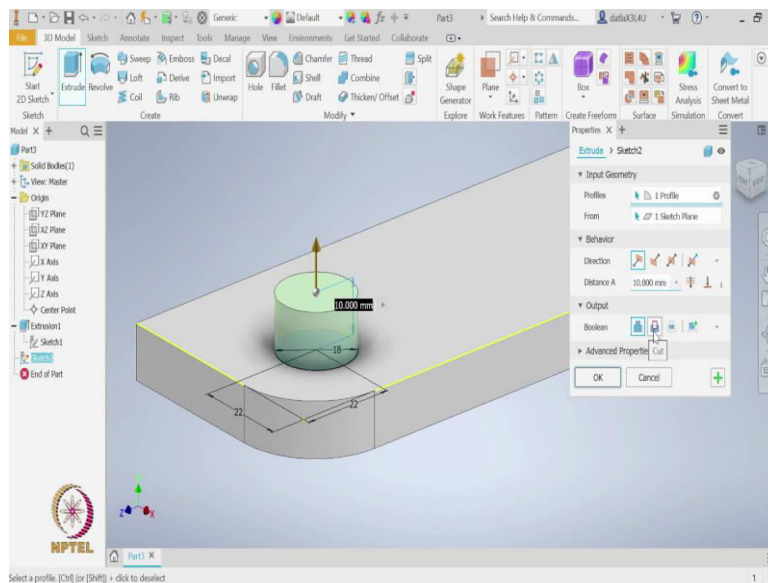 Generic Default Part3 Search Help & Commands... datlaX3L4U
File 3D Model Sketch Annotate Inspect Tools Manage View Environments Get Started Collaborate
Start 2D Sketch
Extrude Revolve
Sweep Emboss Decal
Loft Derive Import
Coil Rib Unwrap
Hole Fillet
Chamfer Thread Split
Shell Combine
Draft Thicken/ Offset
Shape Generator
Plane
Box
Stress Analysis
Convert to Sheet Metal
Sketch Create Modify Explore Work Features Pattern Create Freeform Surface Simulation Convert
Model X +
Part3
Solid Bodies(1)
View: Master
Origin
YZ Plane
XZ Plane
XY Plane
X Axis
Y Axis
Z Axis
Center Point
Extrusion1
Sketch1
Sketch2
End of Part
10.000 mm
18
22
22
Properties X +
Extrude > Sketch2
Input Geometry
Profiles 1 Profile
From 1 Sketch Plane
Behavior
Direction
Distance A 10.000 mm
Output
Boolean
Advanced Properties
Cut
OK Cancel +
Z X
NPTEL
Part3 X
Select a profile. [Ctrl] (or [Shift]) + click to deselect
1